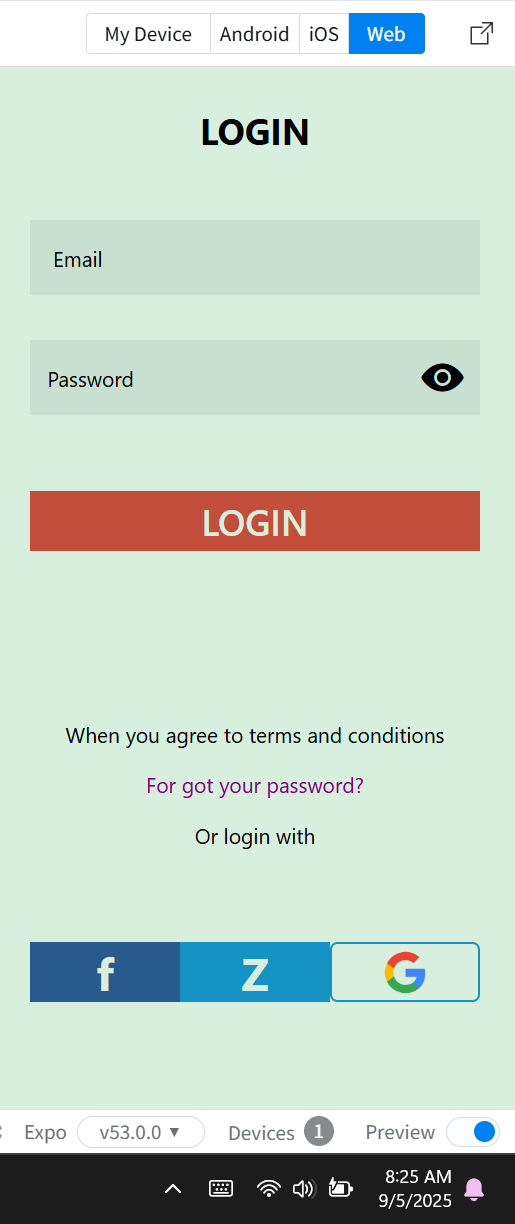 My Device Android iOS Web
LOGIN
Email
Password
LOGIN
When you agree to terms and conditions
For got your password?
Or login with
f Z G
Expo v53.0.0 Devices 1 Preview
8:25 AM
9/5/2025